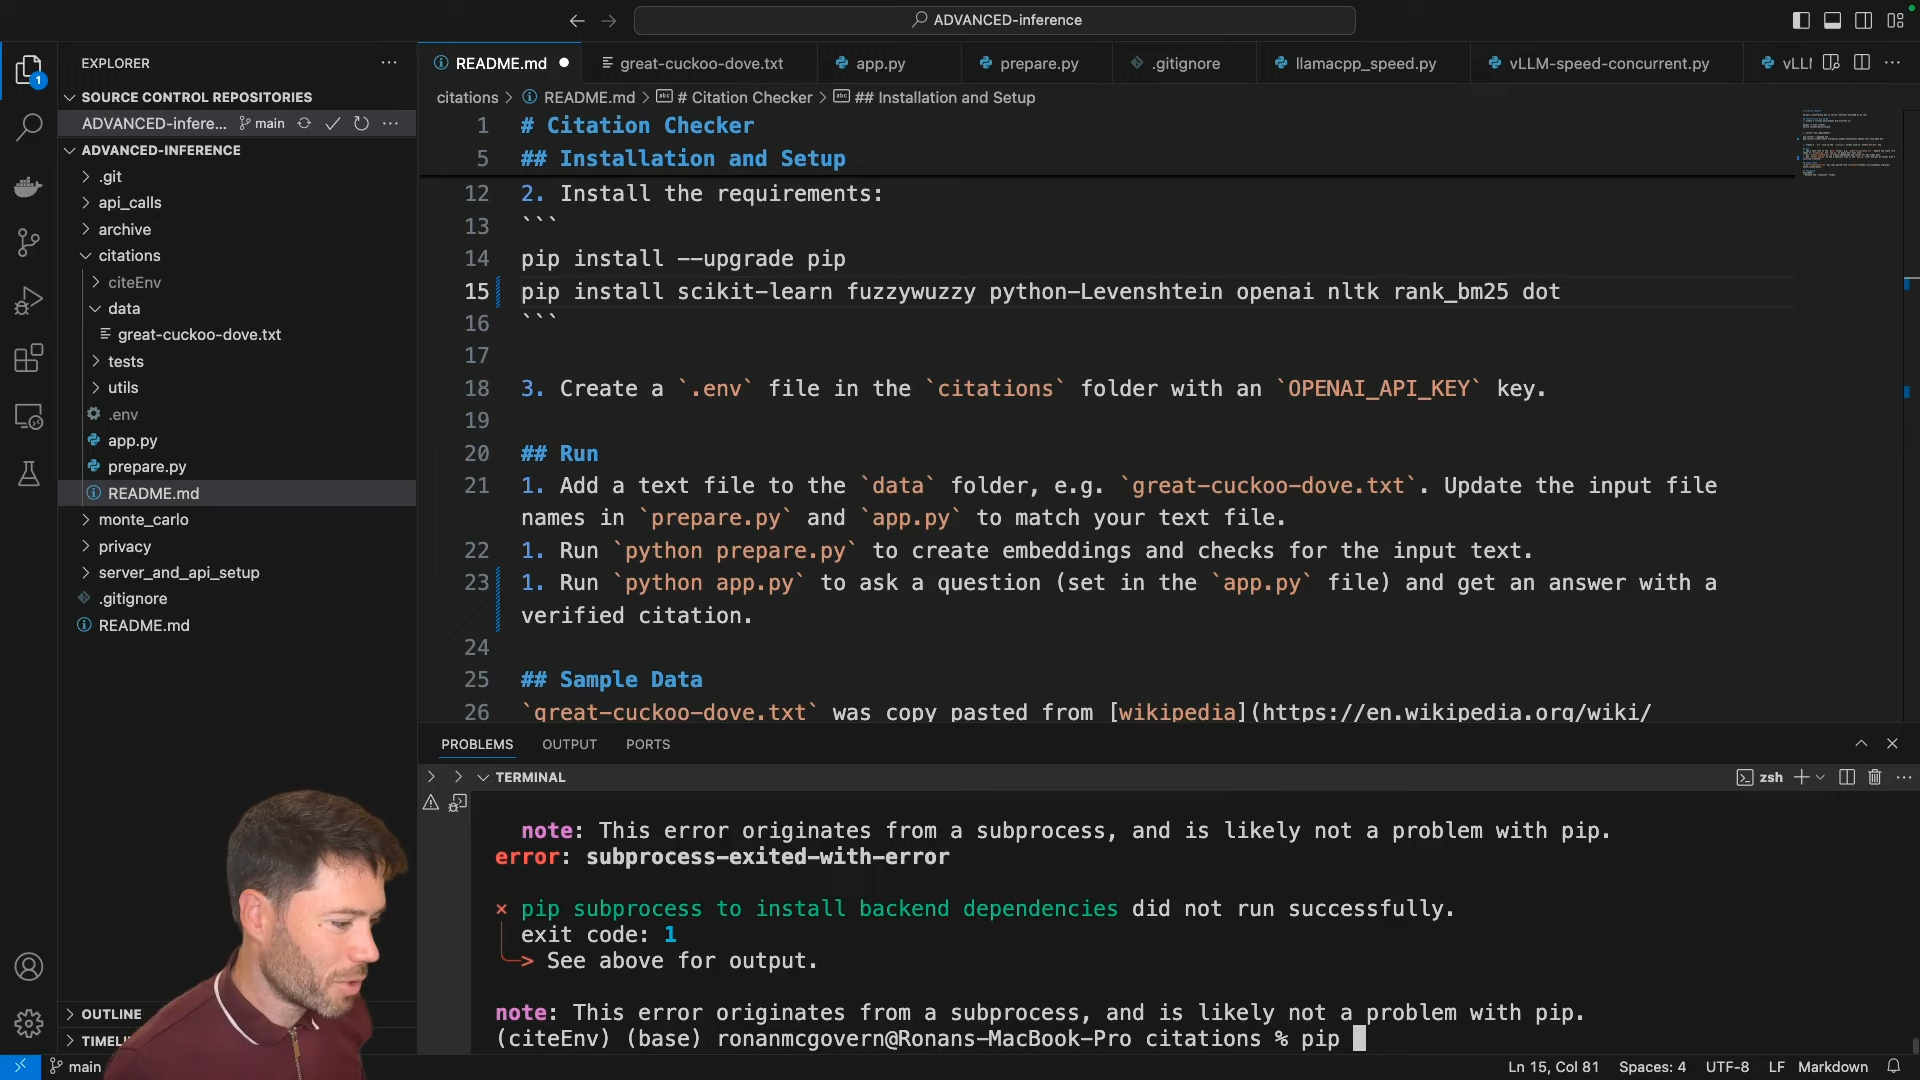 ADVANCED-inference
EXPLORER
README.md
great-cuckoo-dove.txt
app.py
prepare.py
.gitignore
llamacpp_speed.py
vLLM-speed-concurrent.py
SOURCE CONTROL REPOSITORIES
ADVANCED-infere... main
ADVANCED-INFERENCE
.git
api_calls
archive
citations
citeEnv
data
great-cuckoo-dove.txt
tests
utils
.env
app.py
prepare.py
README.md
monte_carlo
privacy
server_and_api_setup
.gitignore
README.md
OUTLINE
citations > README.md > # Citation Checker > ## Installation and Setup
1 # Citation Checker
5 ## Installation and Setup
12 2. Install the requirements:
13 ```
14 pip install --upgrade pip
15 pip install scikit-learn fuzzywuzzy python-Levenshtein openai nltk rank_bm25 dot
16 ```
17
18 3. Create a `.env` file in the `citations` folder with an `OPENAI_API_KEY` key.
19
20 ## Run
21 1. Add a text file to the `data` folder, e.g. `great-cuckoo-dove.txt`. Update the input file
names in `prepare.py` and `app.py` to match your text file.
22 1. Run `python prepare.py` to create embeddings and checks for the input text.
23 1. Run `python app.py` to ask a question (set in the `app.py` file) and get an answer with a
verified citation.
24
25 ## Sample Data
26 `great-cuckoo-dove.txt` was copy pasted from [wikipedia](https://en.wikipedia.org/wiki/
PROBLEMS OUTPUT PORTS
TERMINAL
zsh
note: This error originates from a subprocess, and is likely not a problem with pip.
error: subprocess-exited-with-error
× pip subprocess to install backend dependencies did not run successfully.
exit code: 1
See above for output.
note: This error originates from a subprocess, and is likely not a problem with pip.
(citeEnv) (base) ronanmcgovern@Ronans-MacBook-Pro citations % pip
main
Ln 15, Col 81
Spaces: 4
UTF-8
LF
Markdown